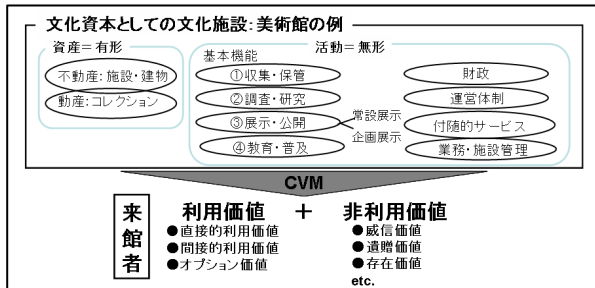 文化資本としての文化施設:美術館の例
資産=有形
不動産:施設・建物
動産:コレクション
活動=無形
基本機能
①収集・保管
②調査・研究
③展示・公開
④教育・普及
常設展示
企画展示
財政
運営体制
付随的サービス
業務・施設管理
CVM
来館者
利用価値 + 非利用価値
●直接的利用価値
●間接的利用価値
●オプション価値
●威信価値
●遺贈価値
●存在価値
etc.